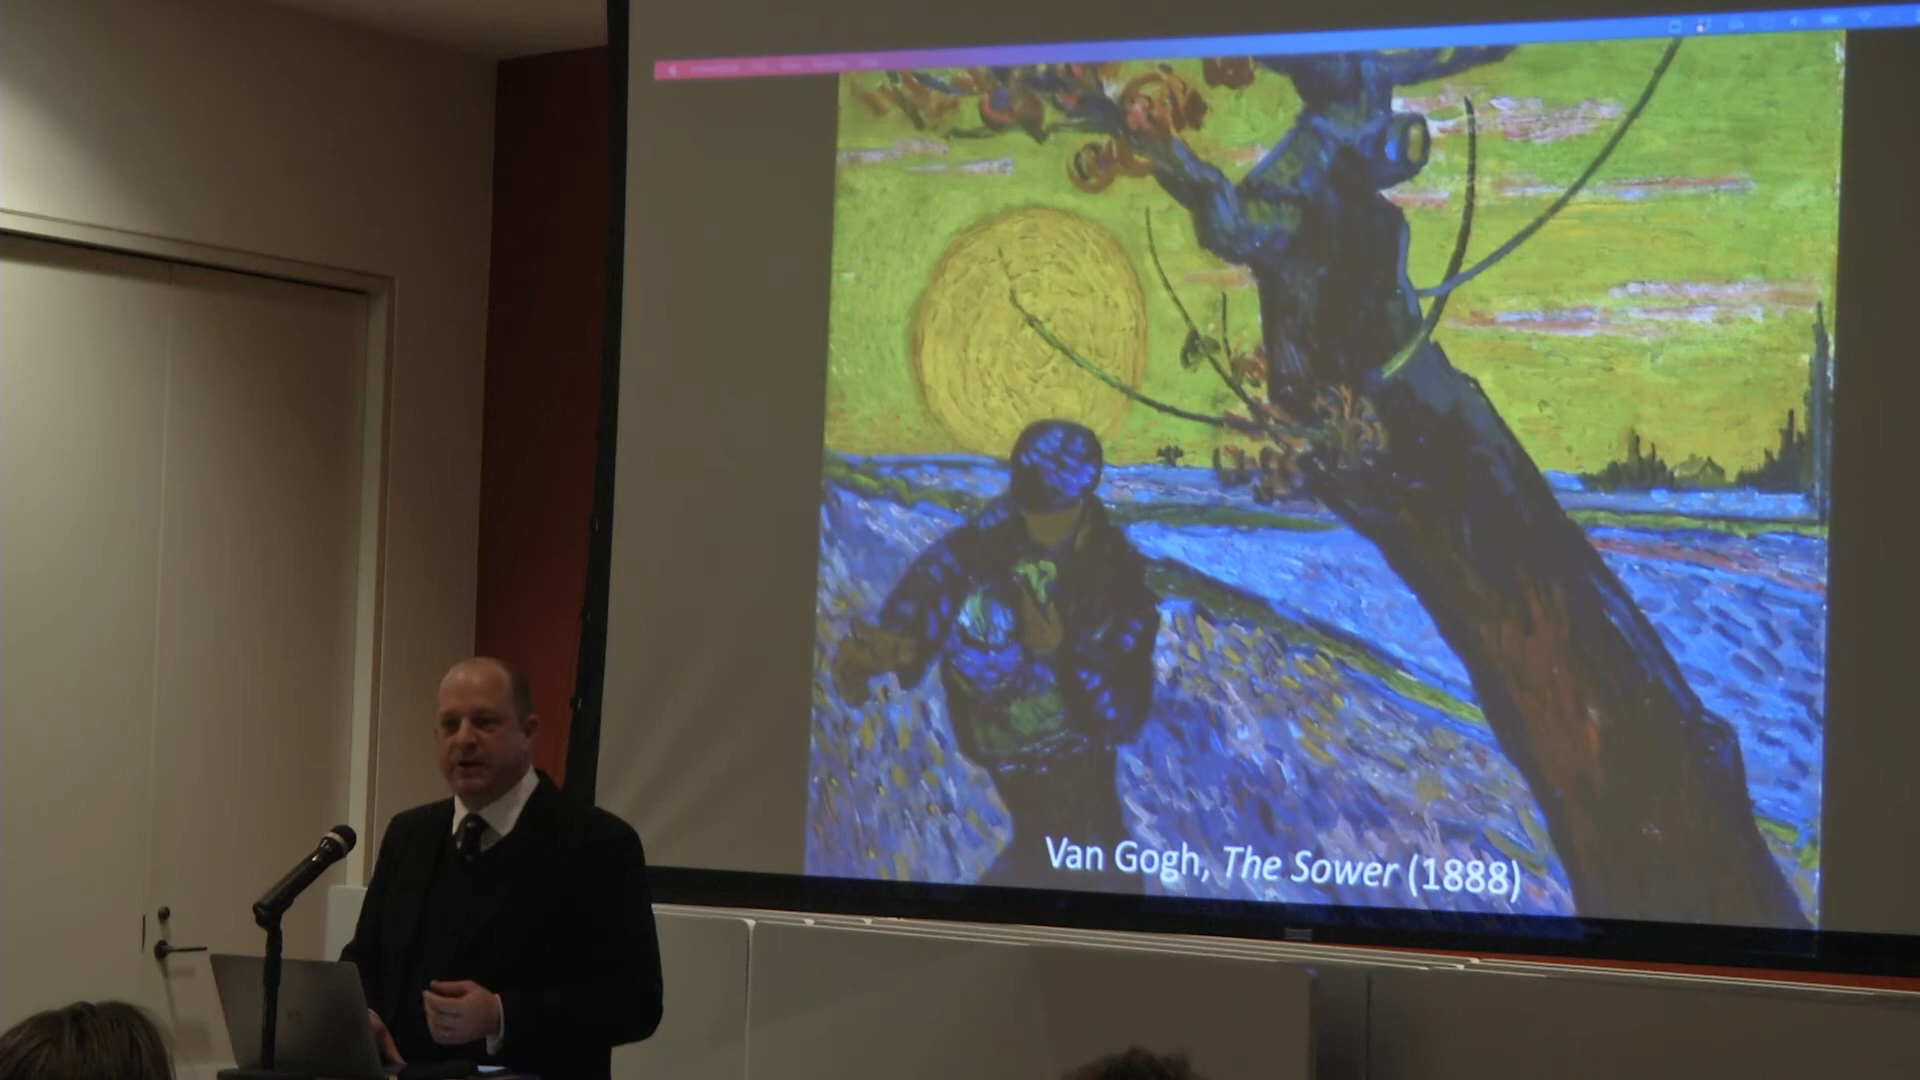 Van Gogh, The Sower (1888)